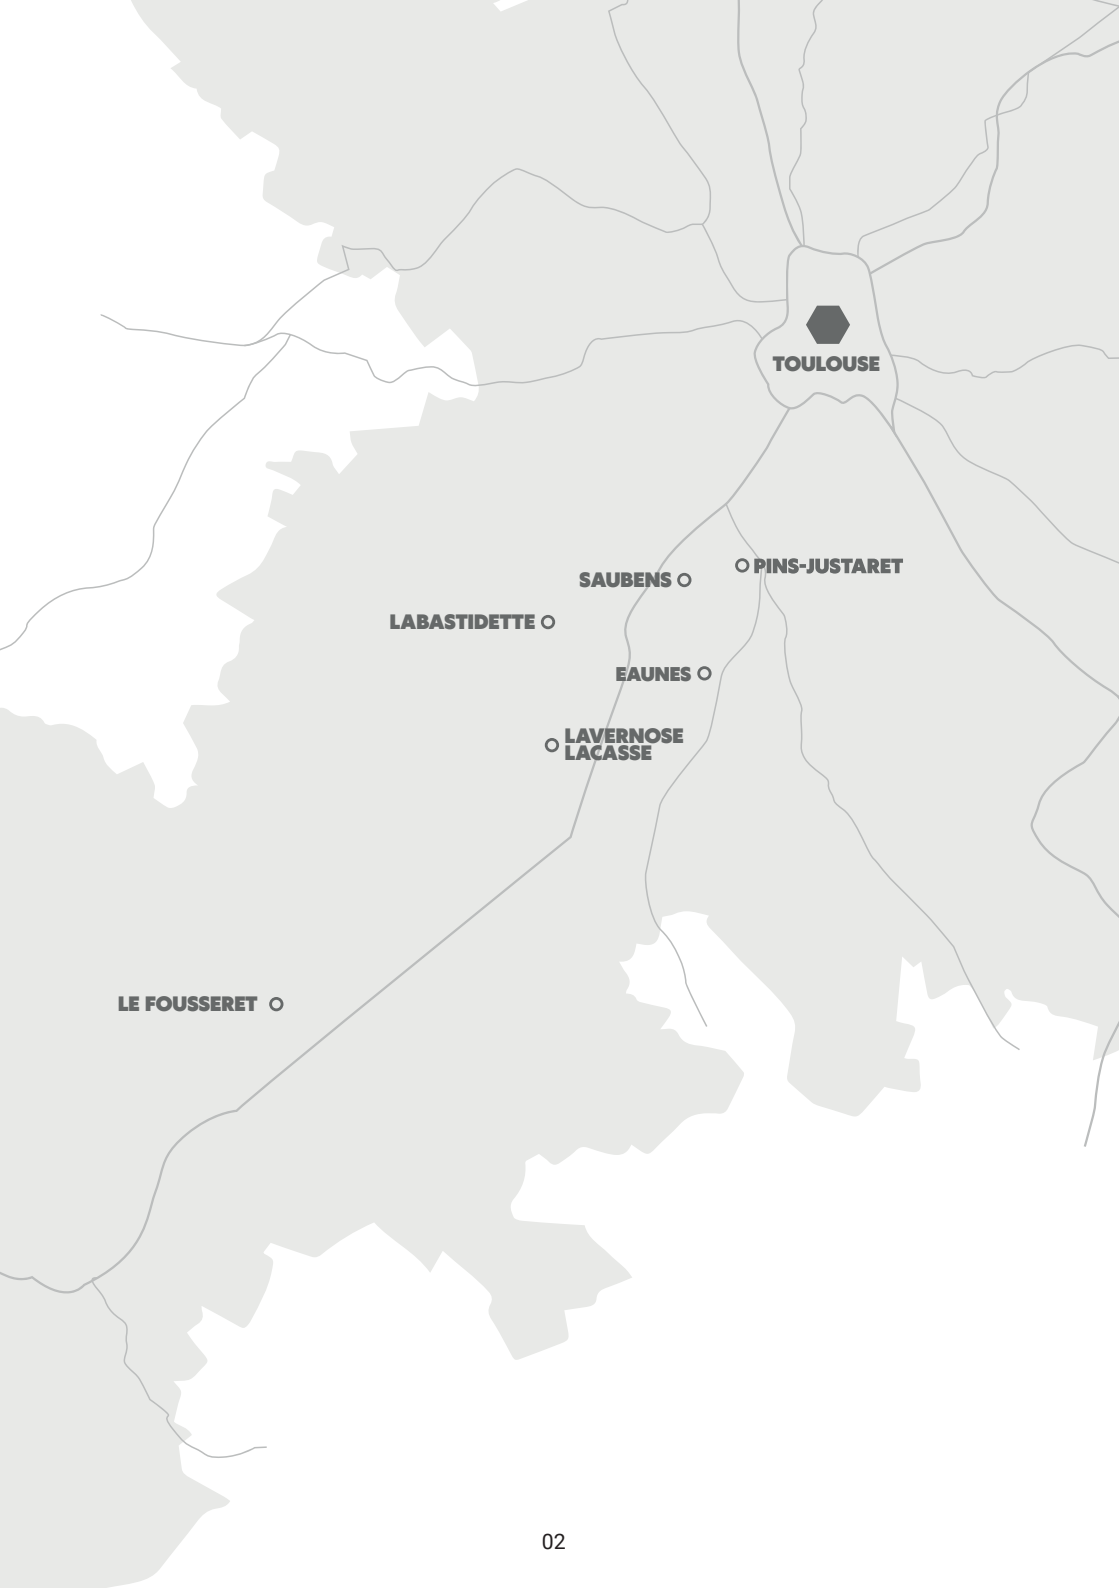 TOULOUSE
PINS-JUSTARET
SAUBENS
LABASTIDETTE
EAUNES
LAVERNOSE
LACASSE
LE FOUSSERET
02